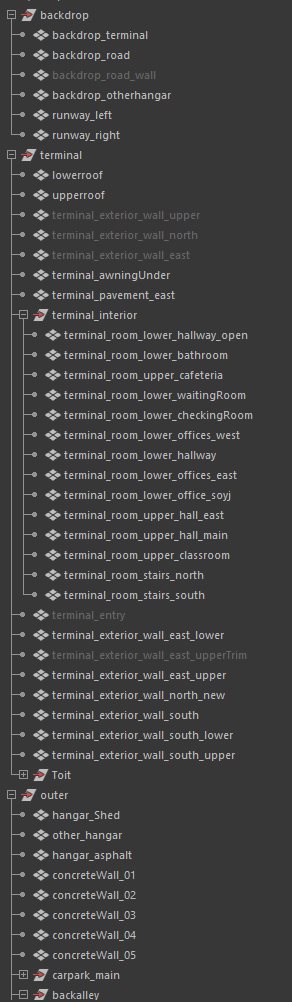 backdrop
backdrop_terminal
backdrop_road
backdrop_road_wall
backdrop_otherhangar
runway_left
runway_right
terminal
lowerroof
upperroof
terminal_exterior_wall_upper
terminal_exterior_wall_north
terminal_exterior_wall_east
terminal_awningUnder
terminal_pavement_east
terminal_interior
terminal_room_lower_hallway_open
terminal_room_lower_bathroom
terminal_room_upper_cafeteria
terminal_room_lower_waitingRoom
terminal_room_lower_checkingRoom
terminal_room_lower_offices_west
terminal_room_lower_hallway
terminal_room_lower_offices_east
terminal_room_lower_office_soyj
terminal_room_upper_hall_east
terminal_room_upper_hall_main
terminal_room_upper_classroom
terminal_room_stairs_north
terminal_room_stairs_south
terminal_entry
terminal_exterior_wall_east_lower
terminal_exterior_wall_east_upperTrim
terminal_exterior_wall_east_upper
terminal_exterior_wall_north_new
terminal_exterior_wall_south
terminal_exterior_wall_south_lower
terminal_exterior_wall_south_upper
Toit
outer
hangar_Shed
other_hangar
hangar_asphalt
concreteWall_01
concreteWall_02
concreteWall_03
concreteWall_04
concreteWall_05
carpark_main
backalley